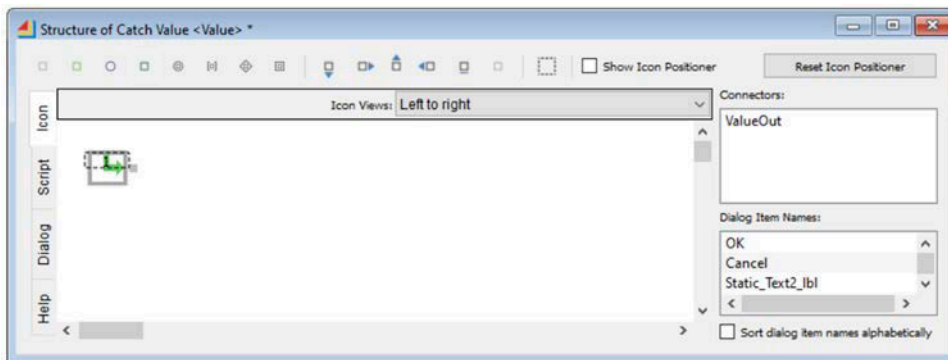 Structure of Catch Value <Value> *
Show Icon Positioner
Reset Icon Positioner
Icon Views: Left to right
Connectors:
ValueOut
Icon
Script
Dialog
Help
1
Dialog Item Names:
OK
Cancel
Static_Text2_lbl
Sort dialog item names alphabetically